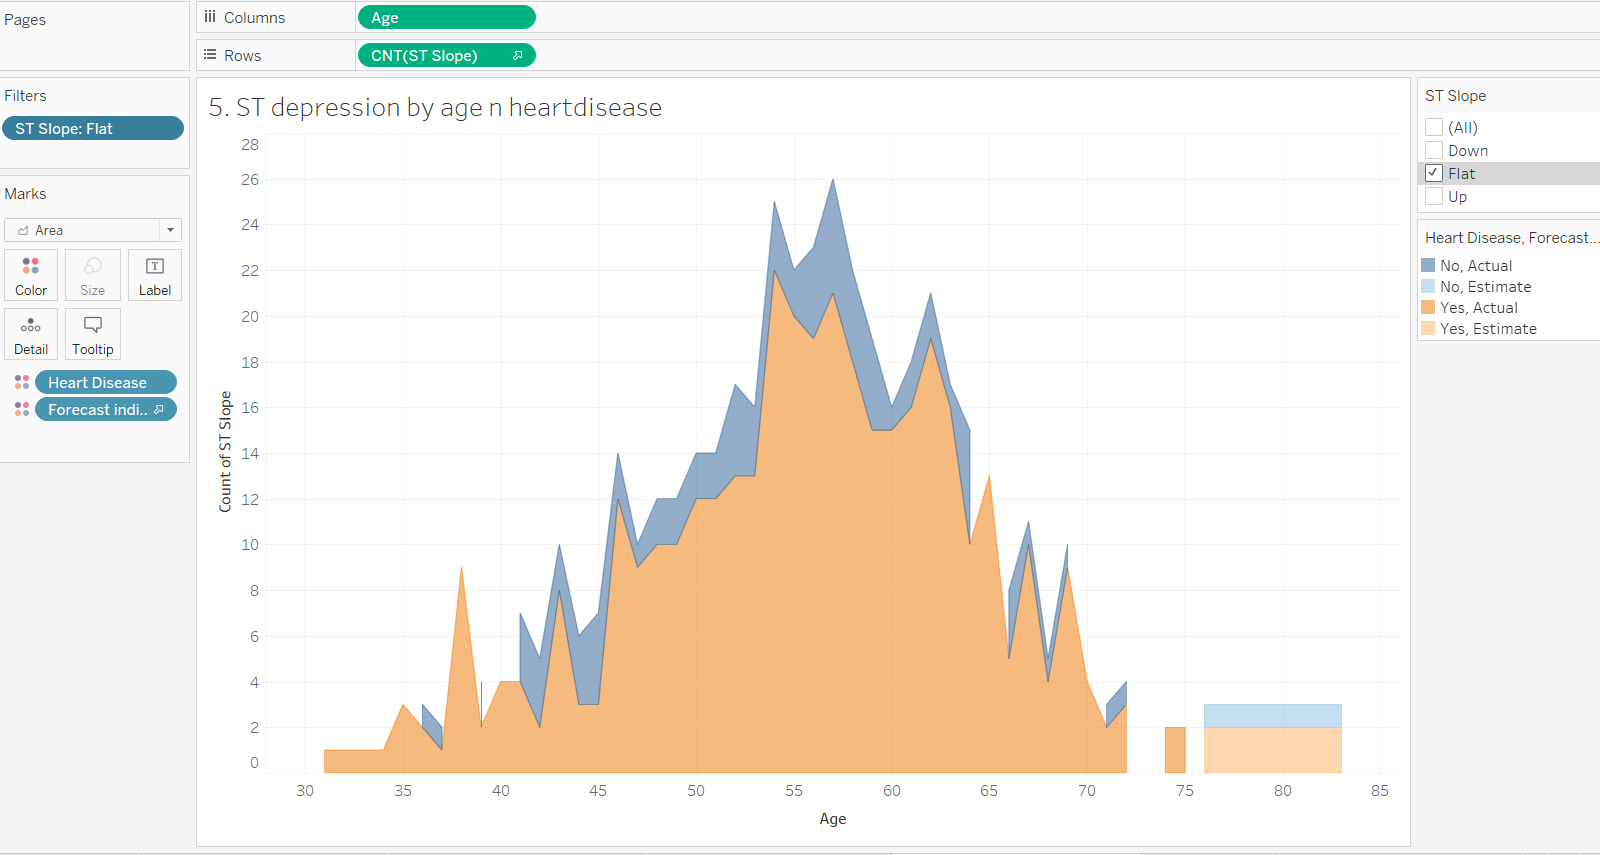 Pages
Columns
Age
Rows
CNT(ST Slope)
Filters
ST Slope: Flat
Marks
Area
Color
Size
Label
Detail
Tooltip
Heart Disease
Forecast indi..
5. ST depression by age n heartdisease
Count of ST Slope
28
26
24
22
20
18
16
14
12
10
8
6
4
2
0
30 35 40 45 50 55 60 65 70 75 80 85
Age
ST Slope
(All)
Down
Flat
Up
Heart Disease, Forecast...
No, Actual
No, Estimate
Yes, Actual
Yes, Estimate